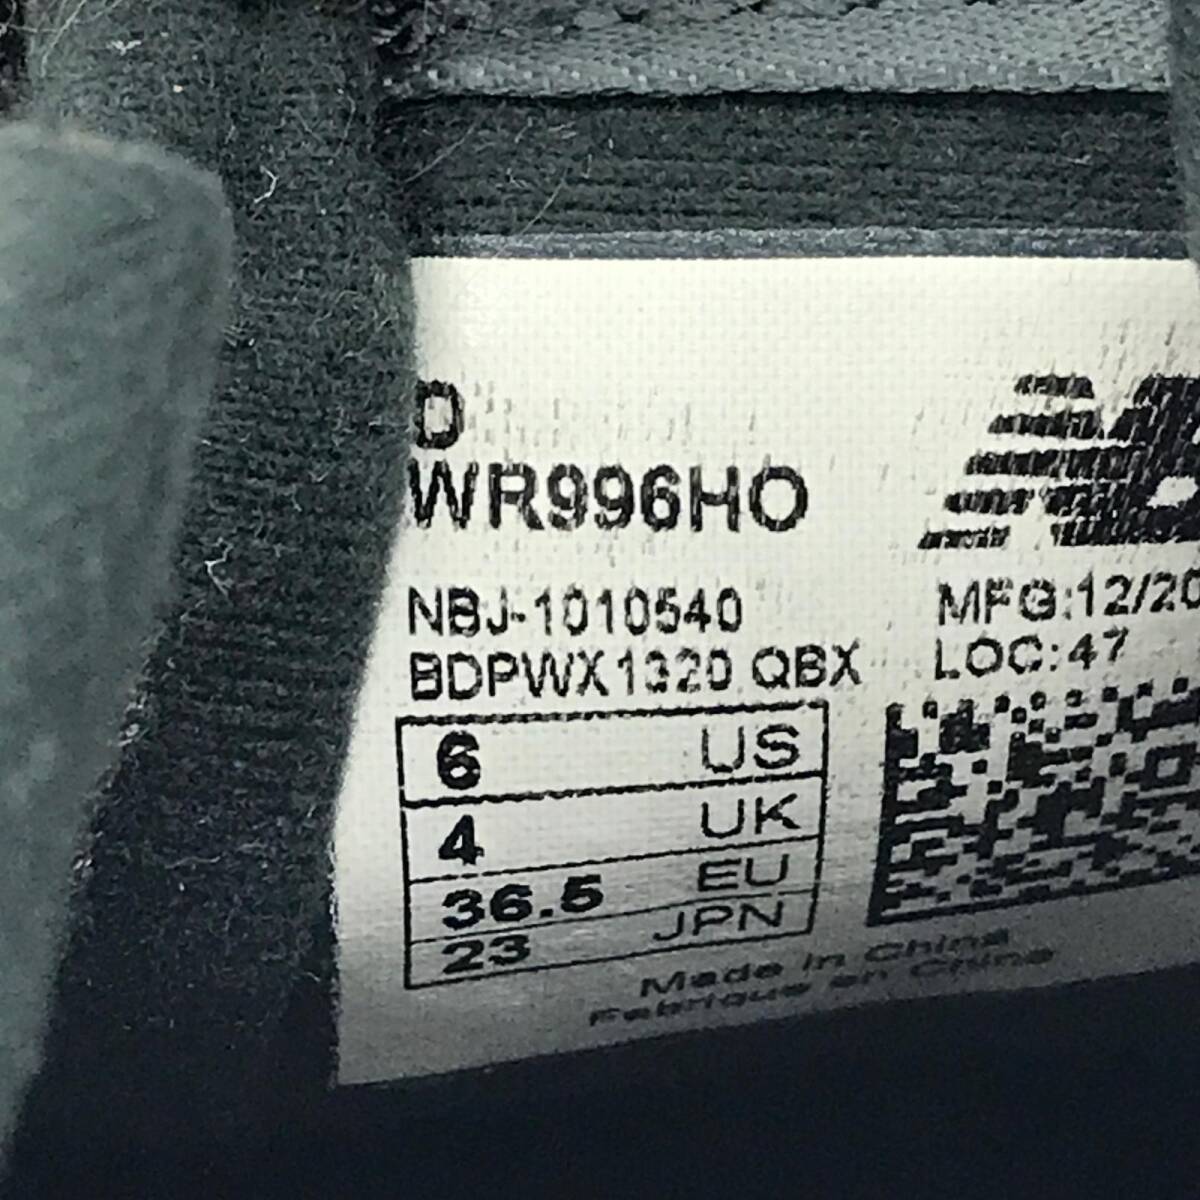 D
WR996HO
NBJ-1010540
BDPWX1320 QBX
MFG:12/20
LOC:47
6 US
4 UK
36.5 EU
23 JPN
Made in China
Fabriqué en Chine